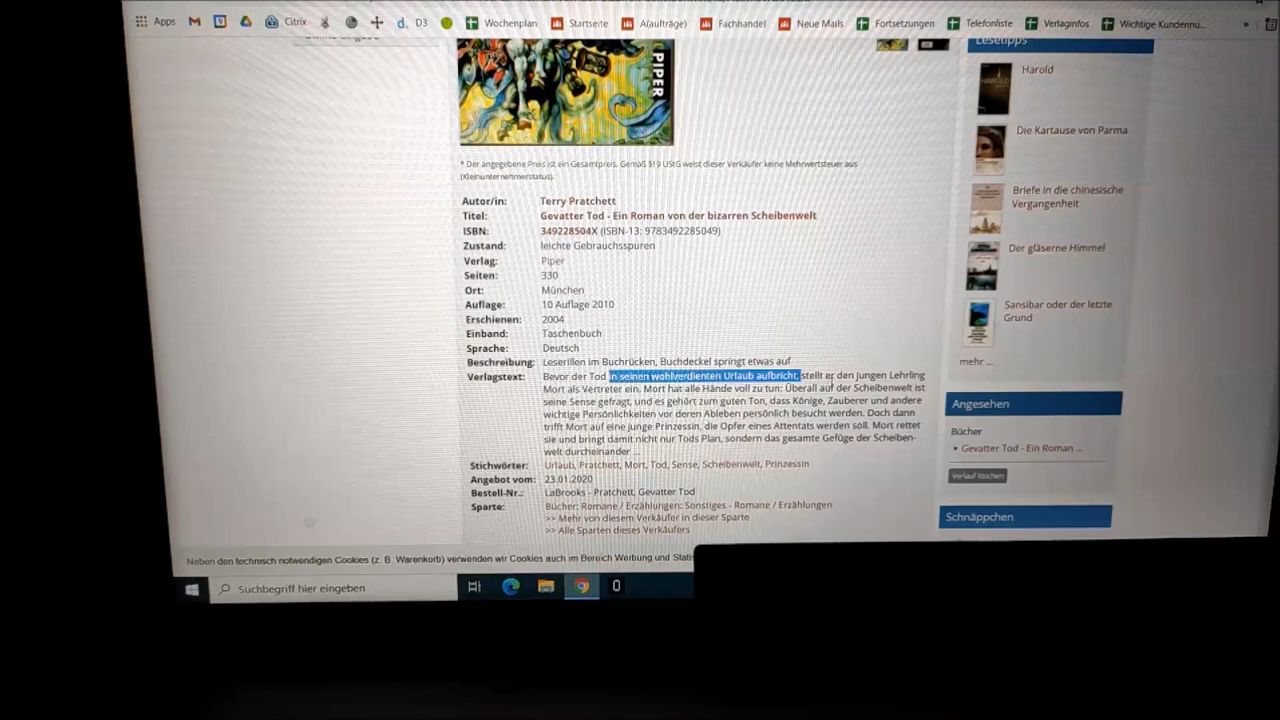 Apps Citrix D3 Wochenplan Startseite A(aufträge) Fachhandel Neue Mails Fortsetzungen Telefonliste Verlaginfos Wichtige Kundennu...
PIPER
* Der angegebene Preis ist ein Gesamtpreis. Gemäß §19 UStG weist dieser Verkäufer keine Mehrwertsteuer aus
(Kleinunternehmerstatus).
Autor/in: Terry Pratchett
Titel: Gevatter Tod - Ein Roman von der bizarren Scheibenwelt
ISBN: 349228504X (ISBN-13: 9783492285049)
Zustand: leichte Gebrauchsspuren
Verlag: Piper
Seiten: 330
Ort: München
Auflage: 10 Auflage 2010
Erschienen: 2004
Einband: Taschenbuch
Sprache: Deutsch
Beschreibung: Leserillen im Buchrücken, Buchdeckel springt etwas auf
Verlagstext: Bevor der Tod in seinen wohlverdienten Urlaub aufbricht, stellt er den jungen Lehrling
Mort als Vertreter ein. Mort hat alle Hände voll zu tun: Überall auf der Scheibenwelt ist
seine Sense gefragt, und es gehört zum guten Ton, dass Könige, Zauberer und andere
wichtige Persönlichkeiten vor deren Ableben persönlich besucht werden. Doch dann
trifft Mort auf eine junge Prinzessin, die Opfer eines Attentats werden soll. Mort rettet
sie und bringt damit nicht nur Tods Plan, sondern das gesamte Gefüge der Scheiben-
welt durcheinander ...
Stichwörter: Urlaub, Pratchett, Mort, Tod, Sense, Scheibenwelt, Prinzessin
Angebot vom: 23.01.2020
Bestell-Nr.: LaBrooks - Pratchett, Gevatter Tod
Sparte: Bücher: Romane / Erzählungen: Sonstiges - Romane / Erzählungen
>> Mehr von diesem Verkäufer in dieser Sparte
>> Alle Sparten dieses Verkäufers
Lesetipps
Harold
Die Kartause von Parma
Briefe in die chinesische
Vergangenheit
Der gläserne Himmel
Sansibar oder der letzte
Grund
mehr ...
Angesehen
Bücher
• Gevatter Tod - Ein Roman ...
Verlauf löschen
Schnäppchen
Neben den technisch notwendigen Cookies (z. B. Warenkorb) verwenden wir Cookies auch im Bereich Werbung und
Suchbegriff hier eingeben